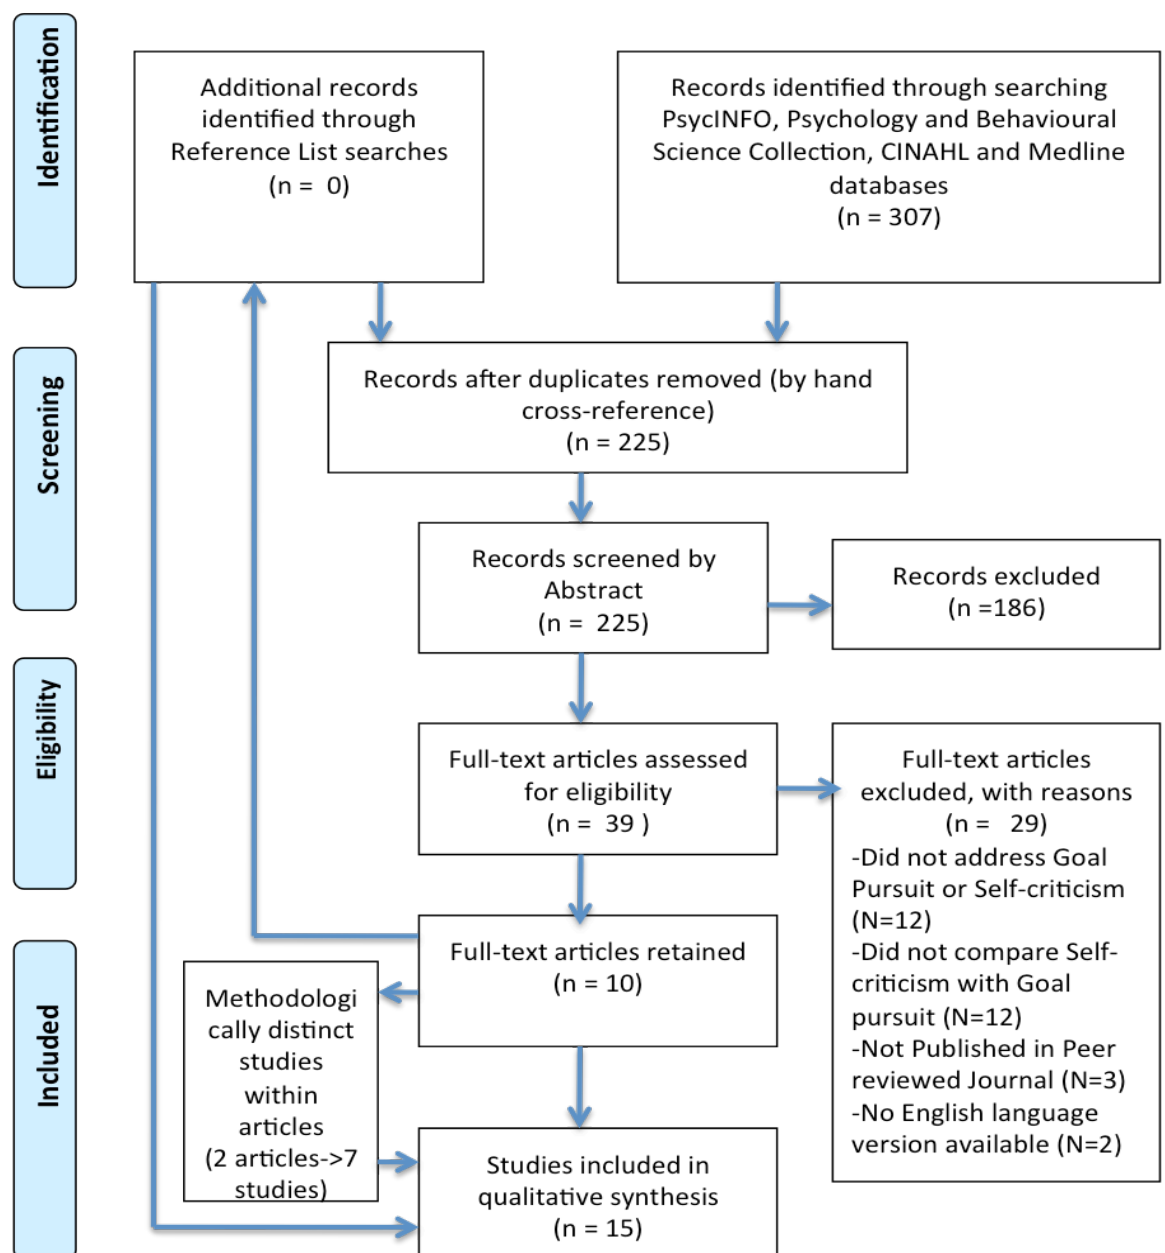 Identification
Additional records
identified through
Reference List searches
(n =  0)
Records identified through searching
PsycINFO, Psychology and Behavioural
Science Collection, CINAHL and Medline
databases
(n = 307)
Screening
Records after duplicates removed (by hand
cross-reference)
(n = 225)
Records screened by
Abstract
(n =  225)
Records excluded
(n =186)
Eligibility
Full-text articles assessed
for eligibility
(n =  39 )
Full-text articles
excluded, with reasons
(n =   29)
-Did not address Goal
Pursuit or Self-criticism
(N=12)
-Did not compare Self-
criticism with Goal
pursuit (N=12)
-Not Published in Peer
reviewed Journal (N=3)
-No English language
version available (N=2)
Included
Full-text articles retained
(n = 10)
Methodologi
cally distinct
studies
within
articles
(2 articles->7
studies)
Studies included in
qualitative synthesis
(n = 15)